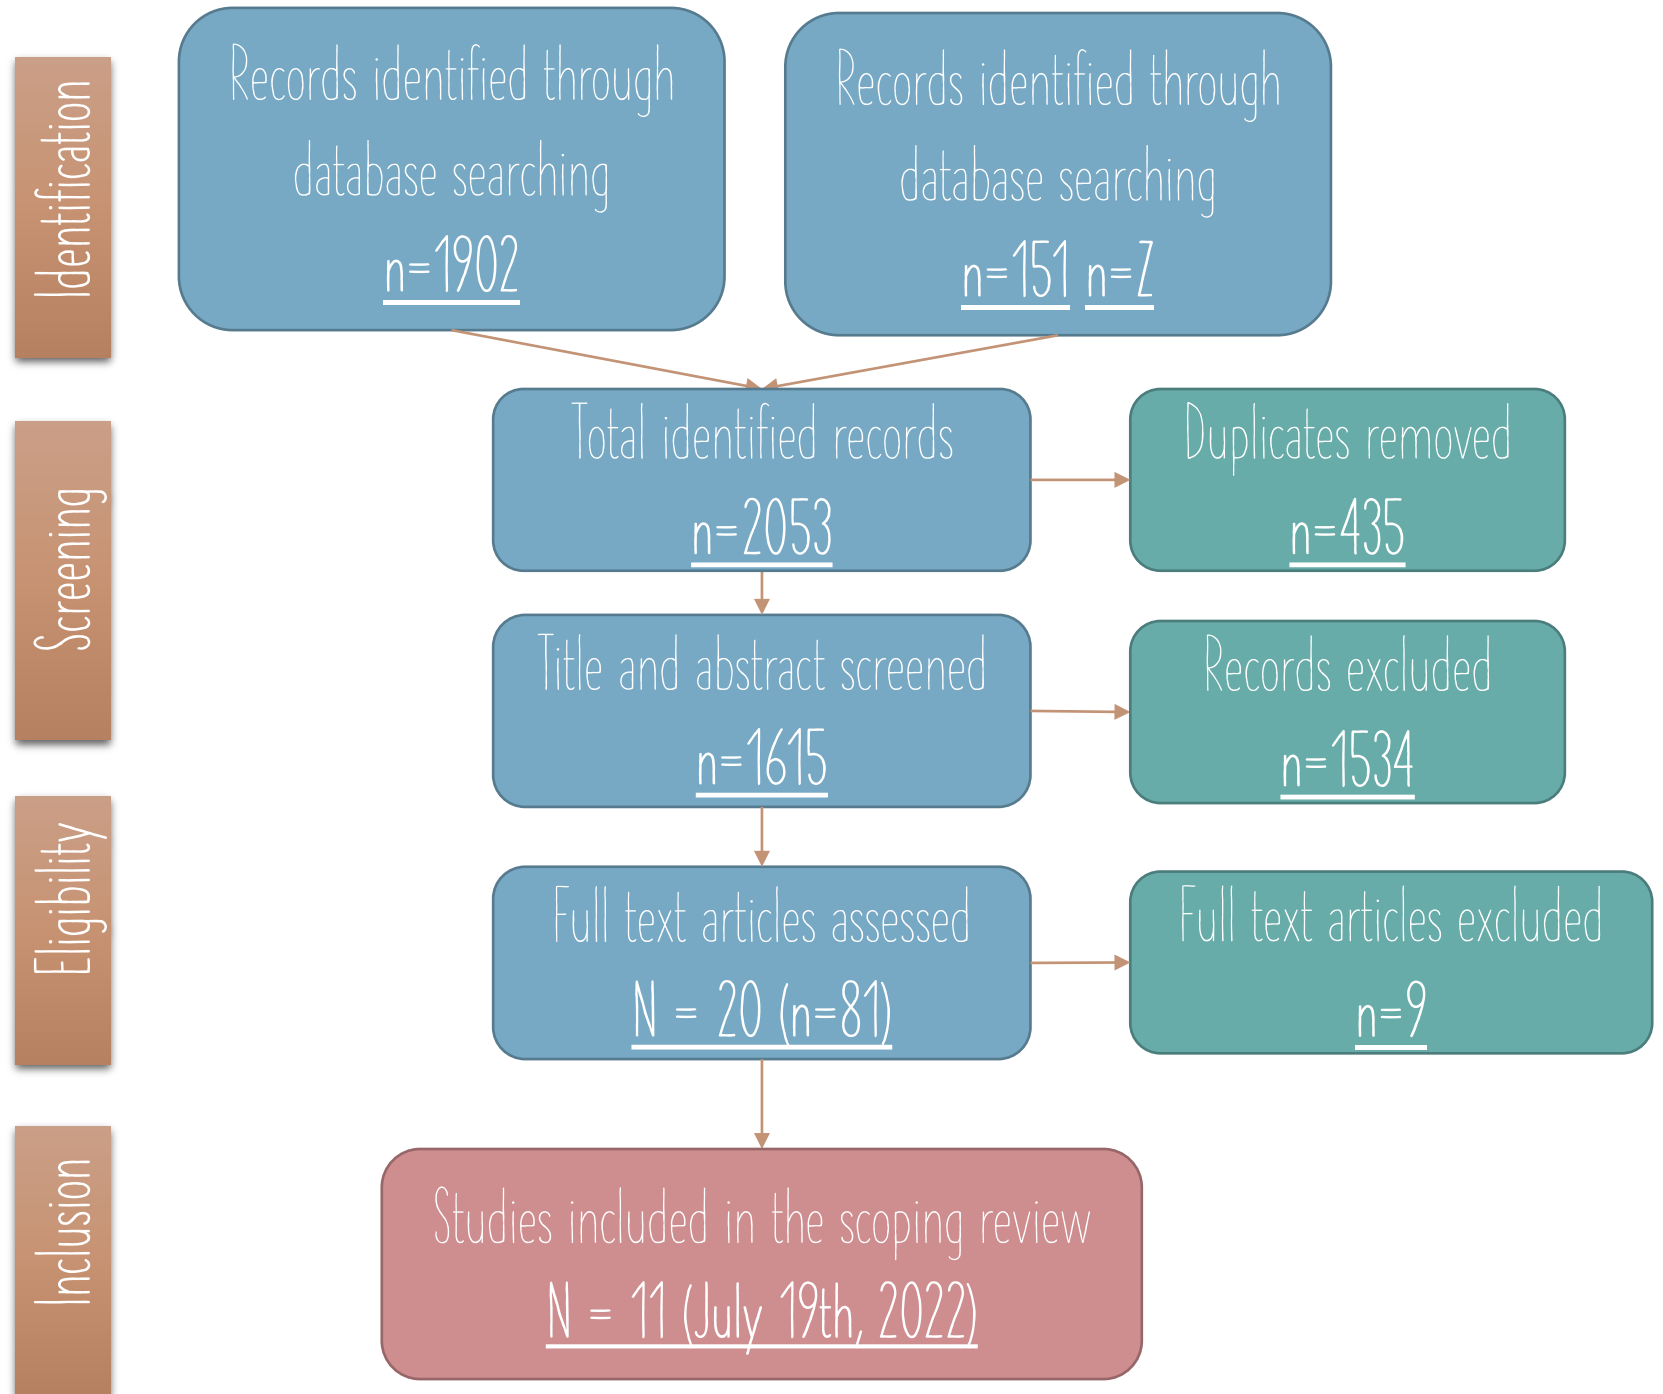 Identification
Records identified through
database searching
n=1902
Records identified through
database searching
n=151 n=Z
Screening
Total identified records
n=2053
Duplicates removed
n=435
Title and abstract screened
n=1615
Records excluded
n=1534
Eligibility
Full text articles assessed
N = 20 (n=81)
Full text articles excluded
n=9
Inclusion
Studies included in the scoping review
N = 11 (July 19th, 2022)